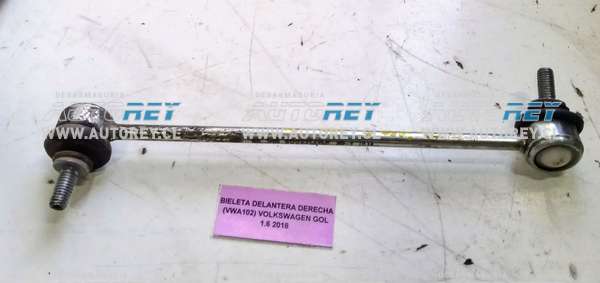 DESARMADURIA DESARMADURIA DESARMADURIA
AUTOREY AUTOREY AUTOREY
WWW.AUTOREY.CL WWW.AUTOREY.CL WWW.AUTOREY.CL
BIELETA DELANTERA DERECHA
(VWA102) VOLKSWAGEN GOL
1.6 2018